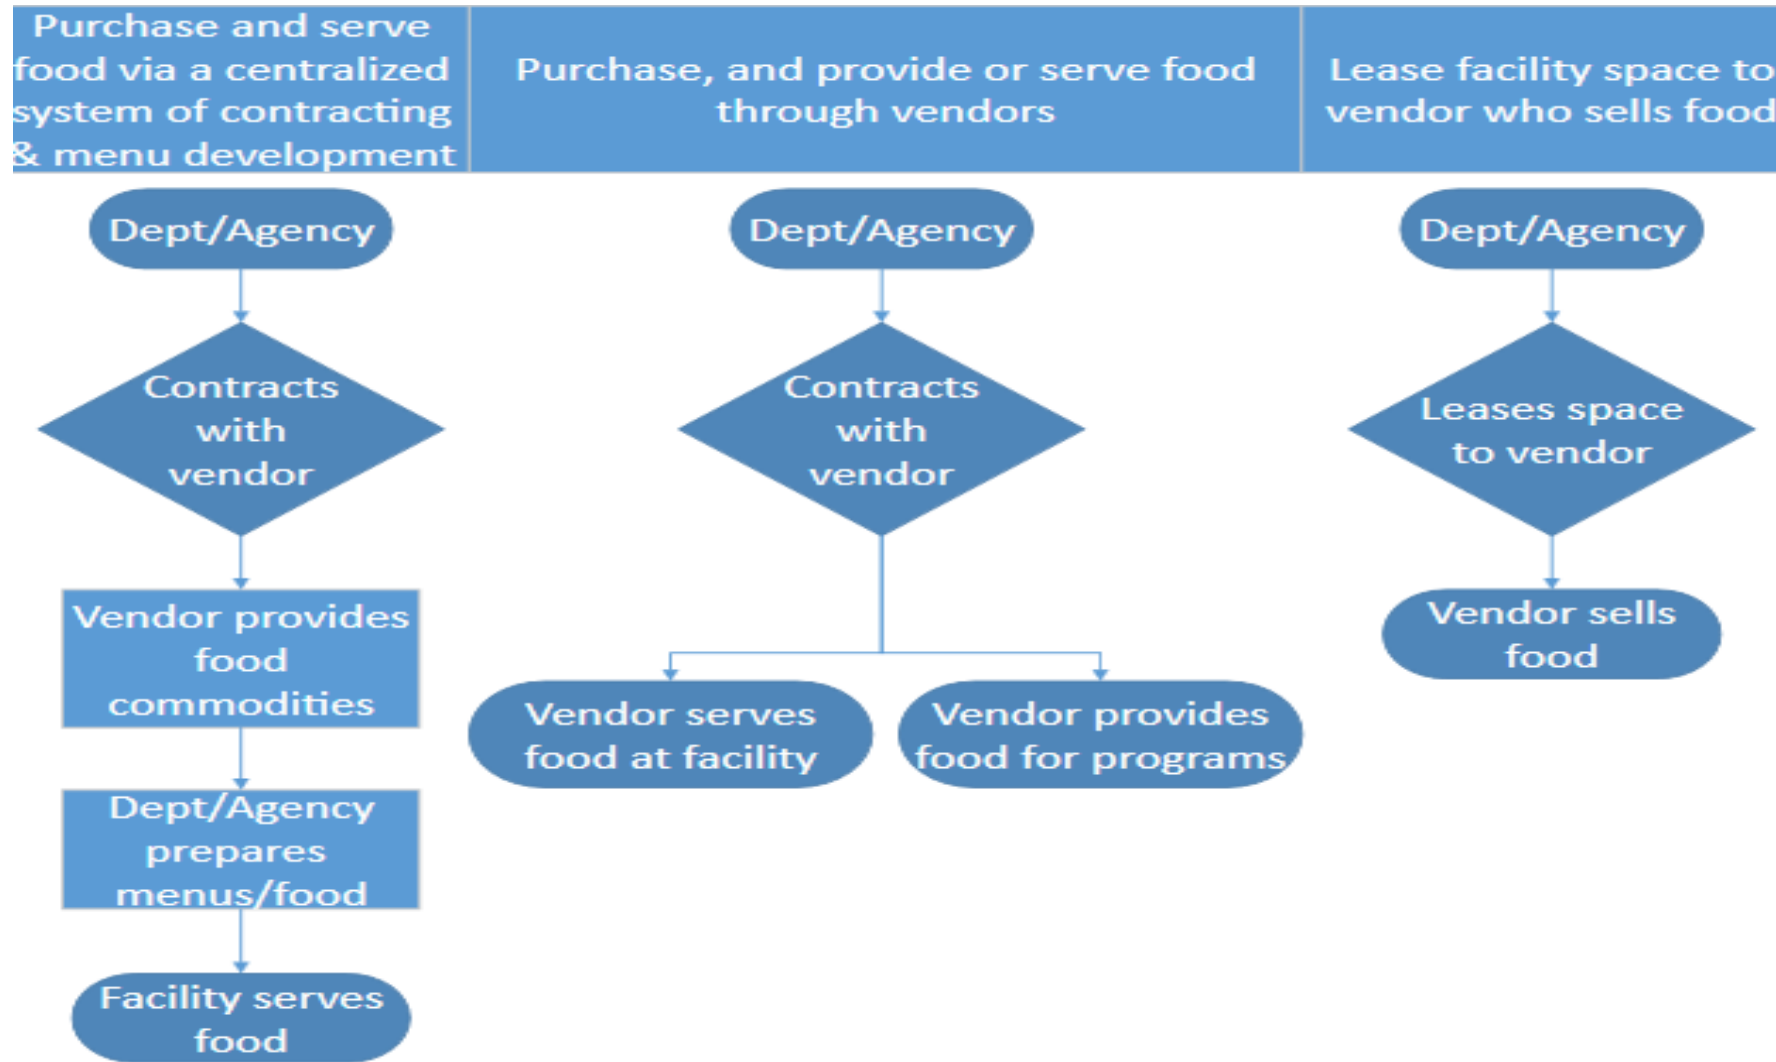 Purchase and serve
food via a centralized
system of contracting
& menu development
Purchase, and provide or serve food
through vendors
Lease facility space to
vendor who sells food
Dept/Agency
Contracts
with
vendor
Vendor provides
food
commodities
Dept/Agency
prepares
menus/food
Facility serves
food
Dept/Agency
Contracts
with
vendor
Vendor serves
food at facility
Vendor provides
food for programs
Dept/Agency
Leases space
to vendor
Vendor sells
food